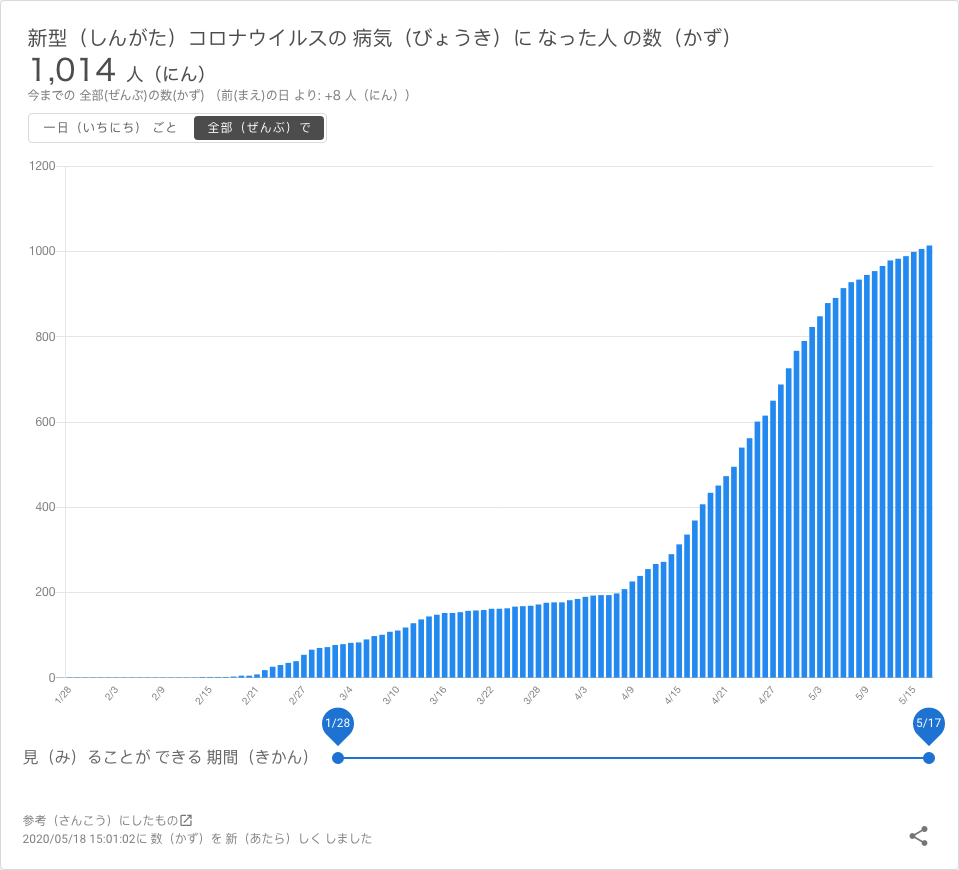 新型（しんがた）コロナウイルスの 病気（びょうき）に なった人 の数（かず）
1,014 人（にん）
今までの 全部(ぜんぶ)の数(かず) （前(まえ)の日 より: +8 人（にん））
一日（いちにち） ごと 全部（ぜんぶ）で
1200
1000
800
600
400
200
0
1/28 2/3 2/9 2/15 2/21 2/27 3/4 3/10 3/16 3/22 3/28 4/3 4/9 4/15 4/21 4/27 5/3 5/9 5/15
1/28 5/17
見（み）ることが できる 期間（きかん）
参考（さんこう）にしたもの
2020/05/18 15:01:02に 数（かず）を 新（あたら）しく しました